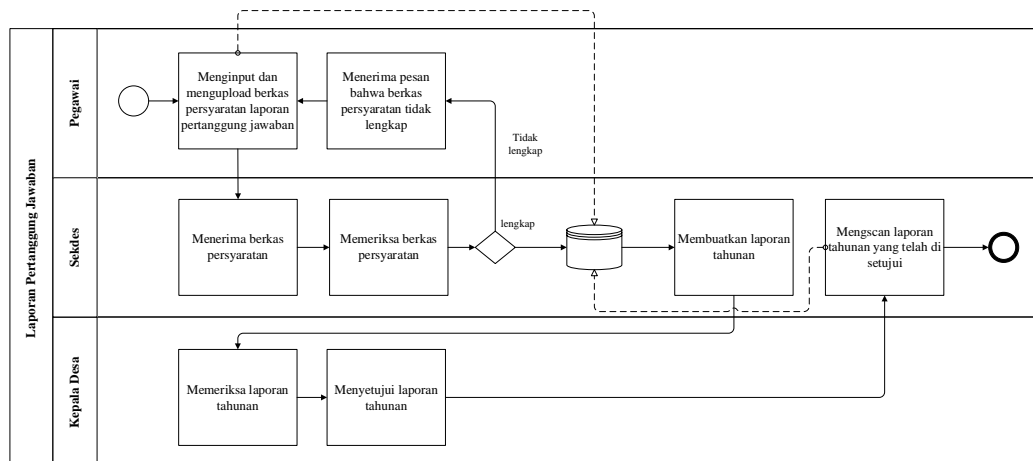 Laporan Pertanggung Jawaban
Pegawai
Menginput dan
mengupload berkas
persyaratan laporan
pertanggung jawaban
Menerima pesan
bahwa berkas
persyaratan tidak
lengkap
Tidak
lengkap
Sekdes
Menerima berkas
persyaratan
Memeriksa berkas
persyaratan
lengkap
Membuatkan laporan
tahunan
Mengscan laporan
tahunan yang telah di
setujui
Kepala Desa
Memeriksa laporan
tahunan
Menyetujui laporan
tahunan